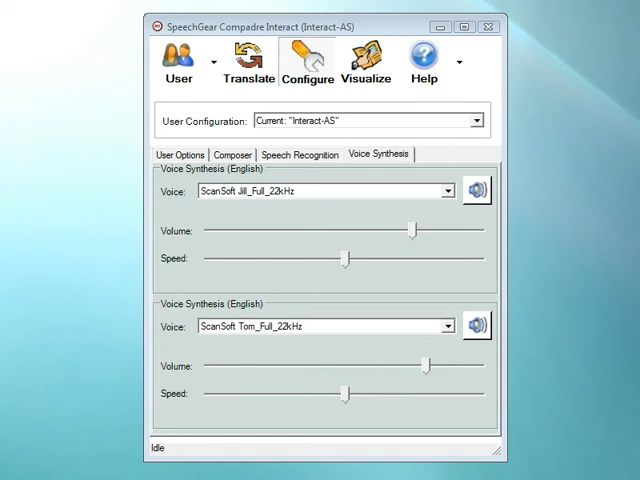 SpeechGear Compadre Interact (Interact-AS)
User Translate Configure Visualize Help
User Configuration: Current: "Interact-AS"
User Options Composer Speech Recognition Voice Synthesis
Voice Synthesis (English)
Voice: ScanSoft Jill_Full_22kHz
Volume:
Speed:
Voice Synthesis (English)
Voice: ScanSoft Tom_Full_22kHz
Volume:
Speed:
Idle